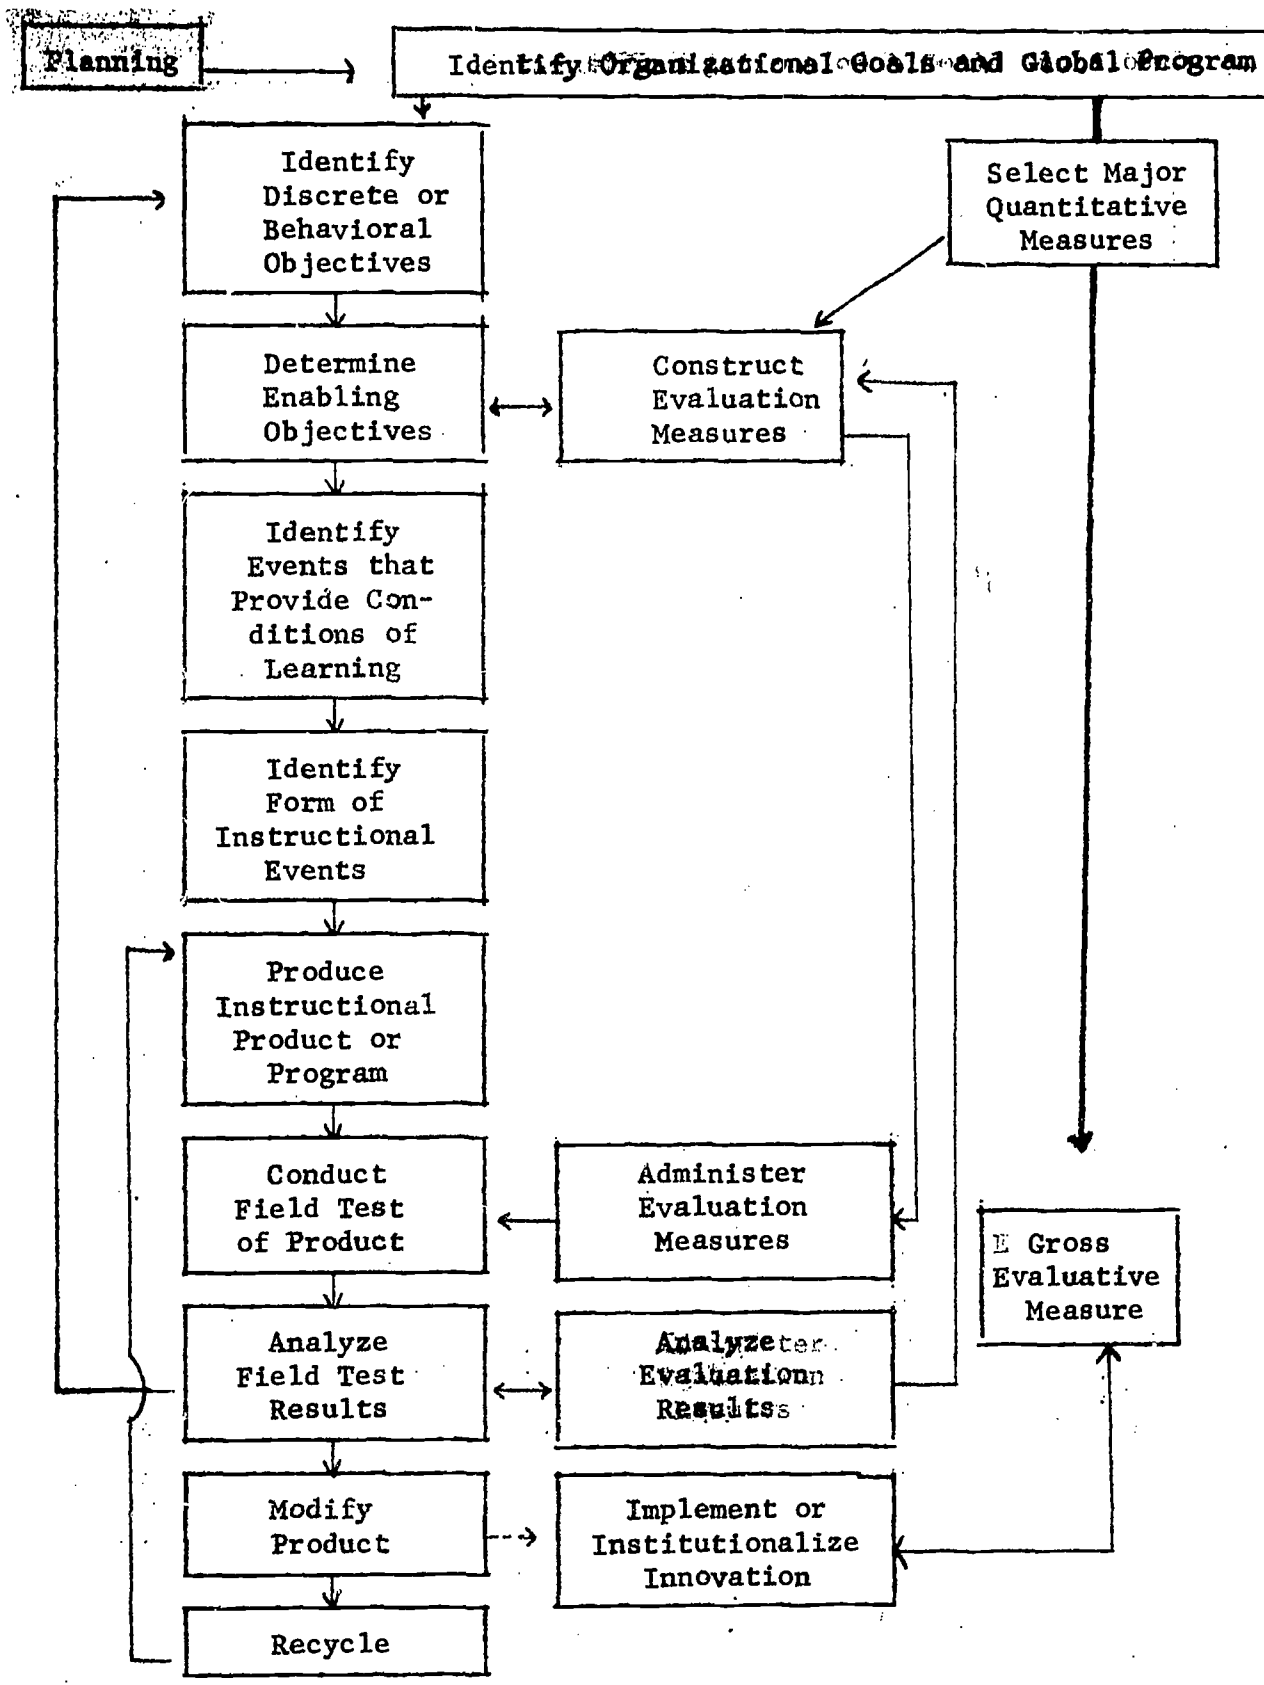 Planning
Identify Organizational Goals and Global Program
Identify
Discrete or
Behavioral
Objectives
Select Major
Quantitative
Measures
Determine
Enabling
Objectives
Construct
Evaluation
Measures
Identify
Events that
Provide Con-
ditions of
Learning
Identify
Form of
Instructional
Events
Produce
Instructional
Product or
Program
Conduct
Field Test
of Product
Administer
Evaluation
Measures
E Gross
Evaluative
Measure
Analyze
Field Test
Results
Analyze
Evaluation
Results
Modify
Product
Implement or
Institutionalize
Innovation
Recycle